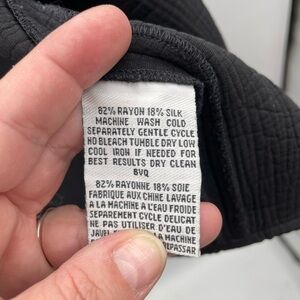 82% RAYON 18% SILK
MACHINE WASH COLD
SEPARATELY GENTLE CYCLE
NO BLEACH TUMBLE DRY LOW
COOL IRON IF NEEDED FOR
BEST RESULTS DRY CLEAN
BVQ
82% RAYONNE 18% SOIE
FABRIQUE AUX CHINE LAVAGE
A LA MACHINE A L'EAU FROIDE
SEPAREMENT CYCLE DELICAT
NE PAS UTILISER D'EAU DE
JAVEL
A LA MACHINE
REPASSAR